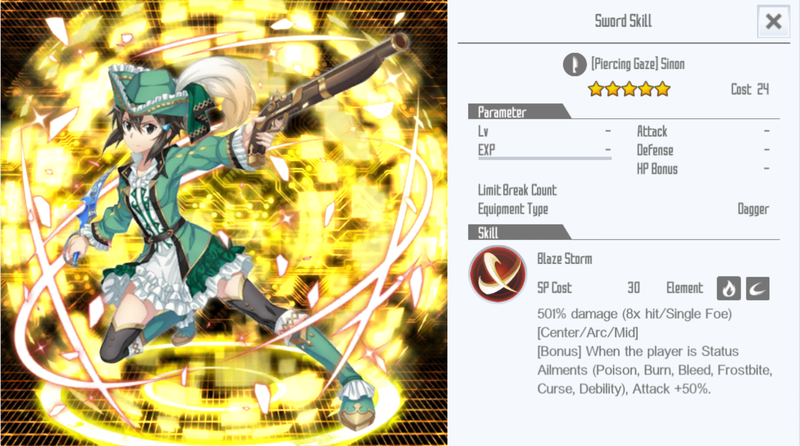 Sword Skill
[Piercing Gaze] Sinon
Cost 24
Parameter
Lv - Attack -
EXP - Defense -
HP Bonus -
Limit Break Count
Equipment Type Dagger
Skill
Blaze Storm
SP Cost 30 Element
501% damage (8x hit/Single Foe)
[Center/Arc/Mid]
[Bonus] When the player is Status
Ailments (Poison, Burn, Bleed, Frostbite,
Curse, Debility), Attack +50%.